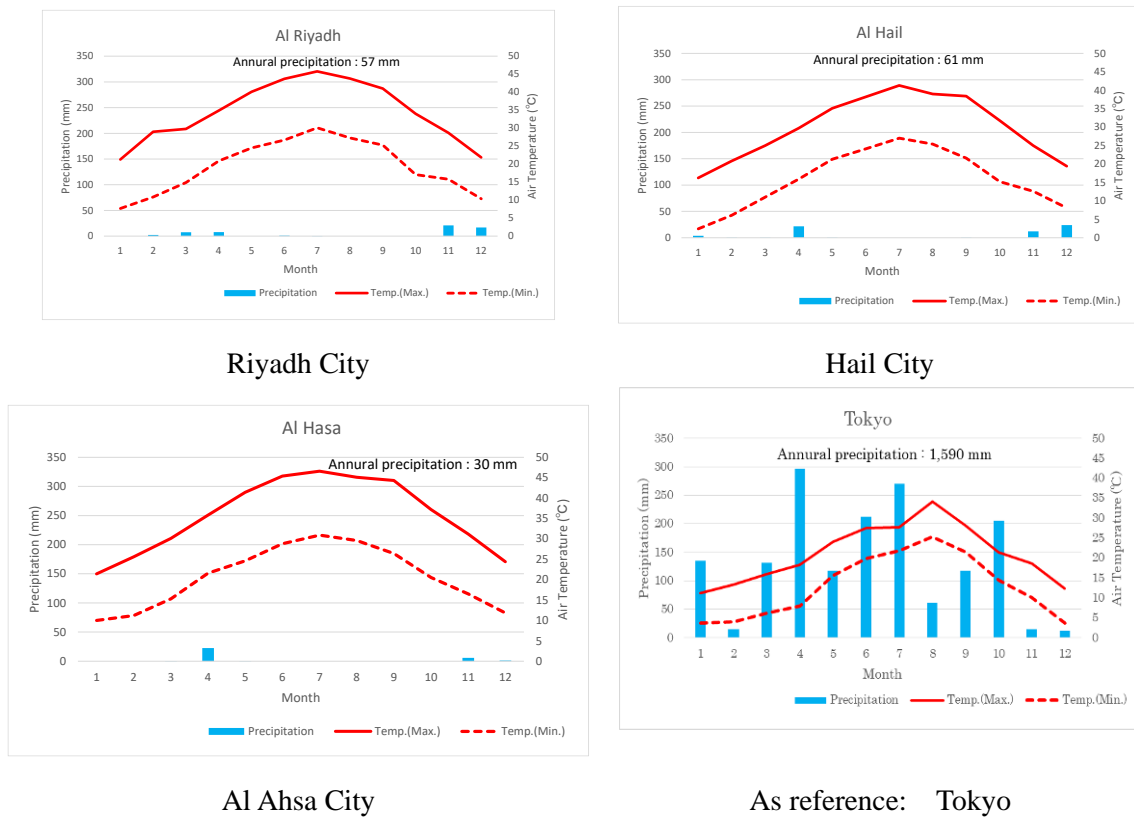 Al Riyadh
Annural precipitation : 57 mm
350
300
250
200
150
100
50
0
Precipitation (mm)
50
45
40
35
30
25
20
15
10
5
0
Air Temperature (℃)
1 2 3 4 5 6 7 8 9 10 11 12
Month
Precipitation Temp.(Max.) Temp.(Min.)
Riyadh City
Al Hail
Annural precipitation : 61 mm
350
300
250
200
150
100
50
0
Precipitation (mm)
50
45
40
35
30
25
20
15
10
5
0
Air Temperature (℃)
1 2 3 4 5 6 7 8 9 10 11 12
Month
Precipitation Temp.(Max.) Temp.(Min.)
Hail City
Al Hasa
Annural precipitation : 30 mm
350
300
250
200
150
100
50
0
Precipitation (mm)
50
45
40
35
30
25
20
15
10
5
0
Air Temperature (℃)
1 2 3 4 5 6 7 8 9 10 11 12
Month
Precipitation Temp.(Max.) Temp.(Min.)
Al Ahsa City
Tokyo
Annural precipitation : 1,590 mm
350
300
250
200
150
100
50
0
Precipitation (mm)
50
45
40
35
30
25
20
15
10
5
0
Air Temperature (℃)
1 2 3 4 5 6 7 8 9 10 11 12
Month
Precipitation Temp.(Max.) Temp.(Min.)
As reference: Tokyo